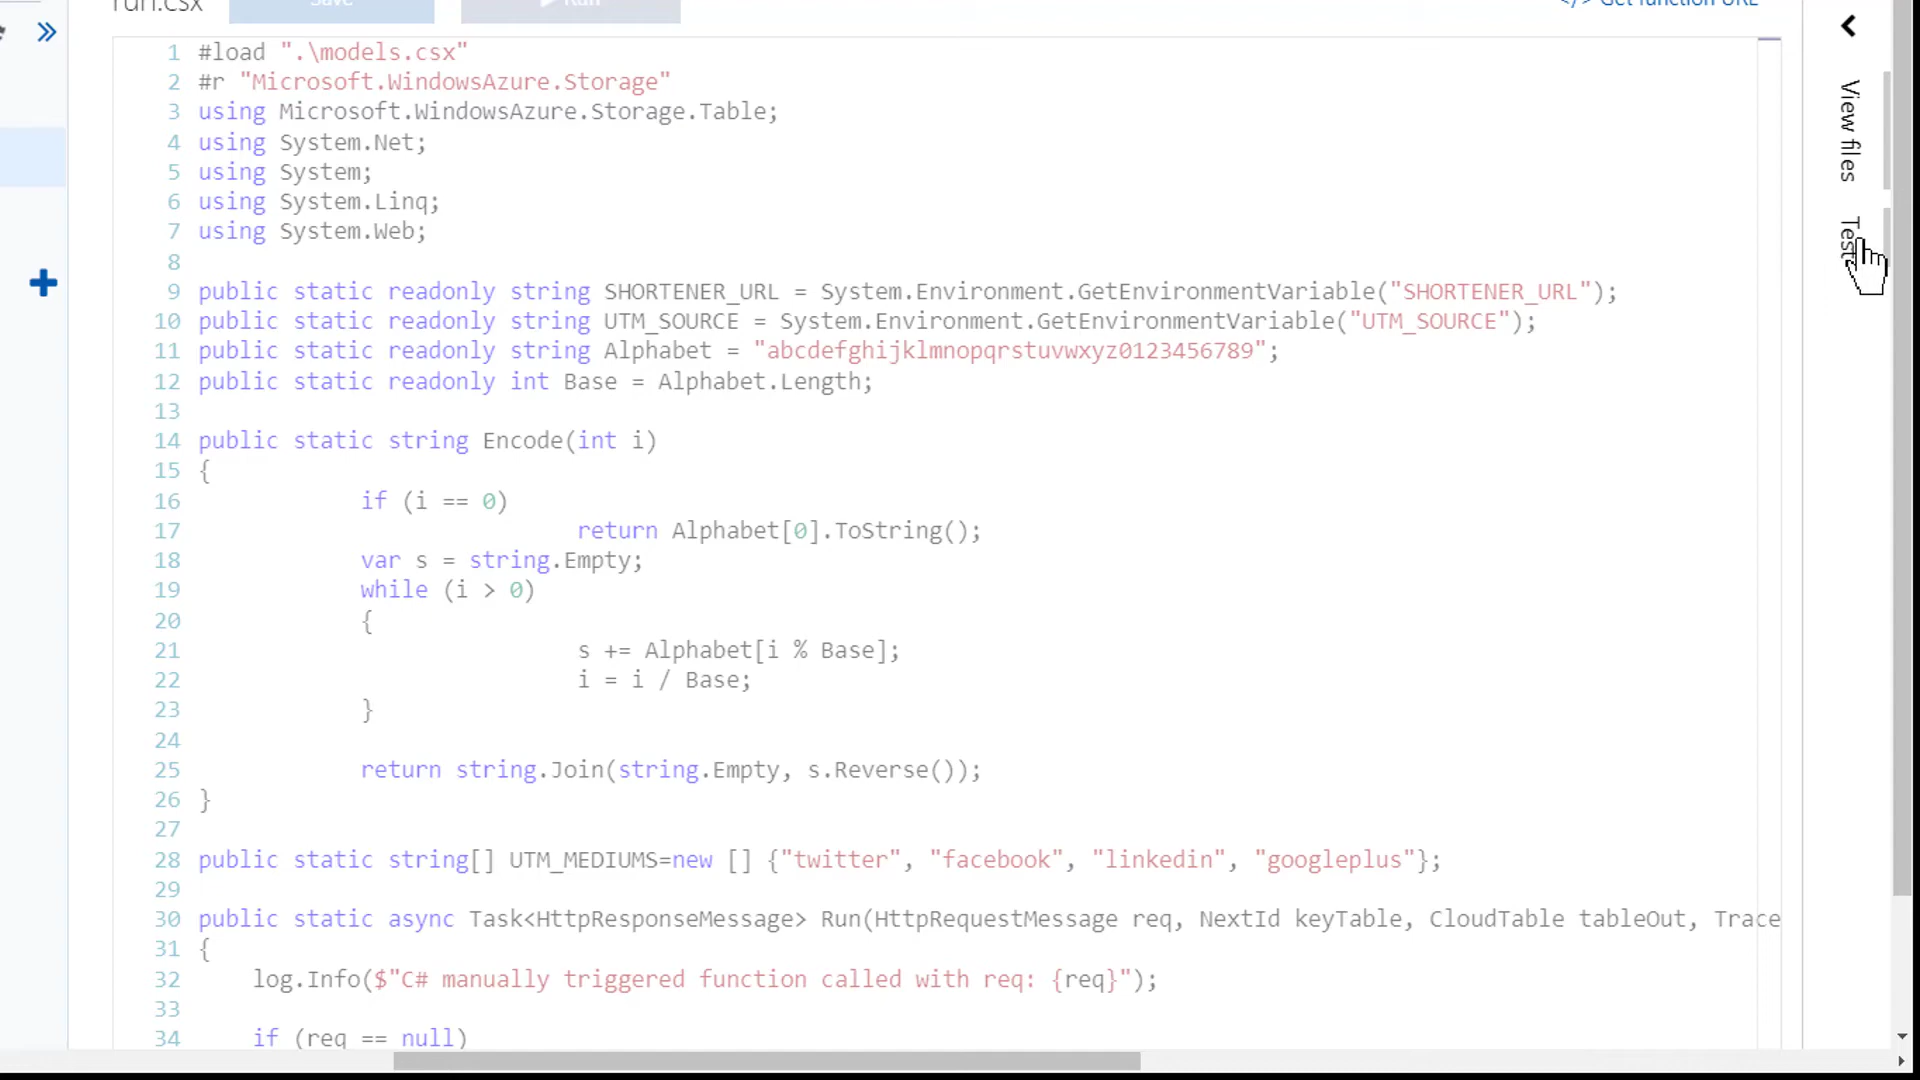 run.csx Save Run </> Get function URL
1 #load ".\models.csx"
2 #r "Microsoft.WindowsAzure.Storage"
3 using Microsoft.WindowsAzure.Storage.Table;
4 using System.Net;
5 using System;
6 using System.Linq;
7 using System.Web;
8
9 public static readonly string SHORTENER_URL = System.Environment.GetEnvironmentVariable("SHORTENER_URL");
10 public static readonly string UTM_SOURCE = System.Environment.GetEnvironmentVariable("UTM_SOURCE");
11 public static readonly string Alphabet = "abcdefghijklmnopqrstuvwxyz0123456789";
12 public static readonly int Base = Alphabet.Length;
13
14 public static string Encode(int i)
15 {
16 if (i == 0)
17 return Alphabet[0].ToString();
18 var s = string.Empty;
19 while (i > 0)
20 {
21 s += Alphabet[i % Base];
22 i = i / Base;
23 }
24
25 return string.Join(string.Empty, s.Reverse());
26 }
27
28 public static string[] UTM_MEDIUMS=new [] {"twitter", "facebook", "linkedin", "googleplus"};
29
30 public static async Task<HttpResponseMessage> Run(HttpRequestMessage req, NextId keyTable, CloudTable tableOut, Trace
31 {
32 log.Info($"C# manually triggered function called with req: {req}");
33
34 if (req == null)
View files
Test